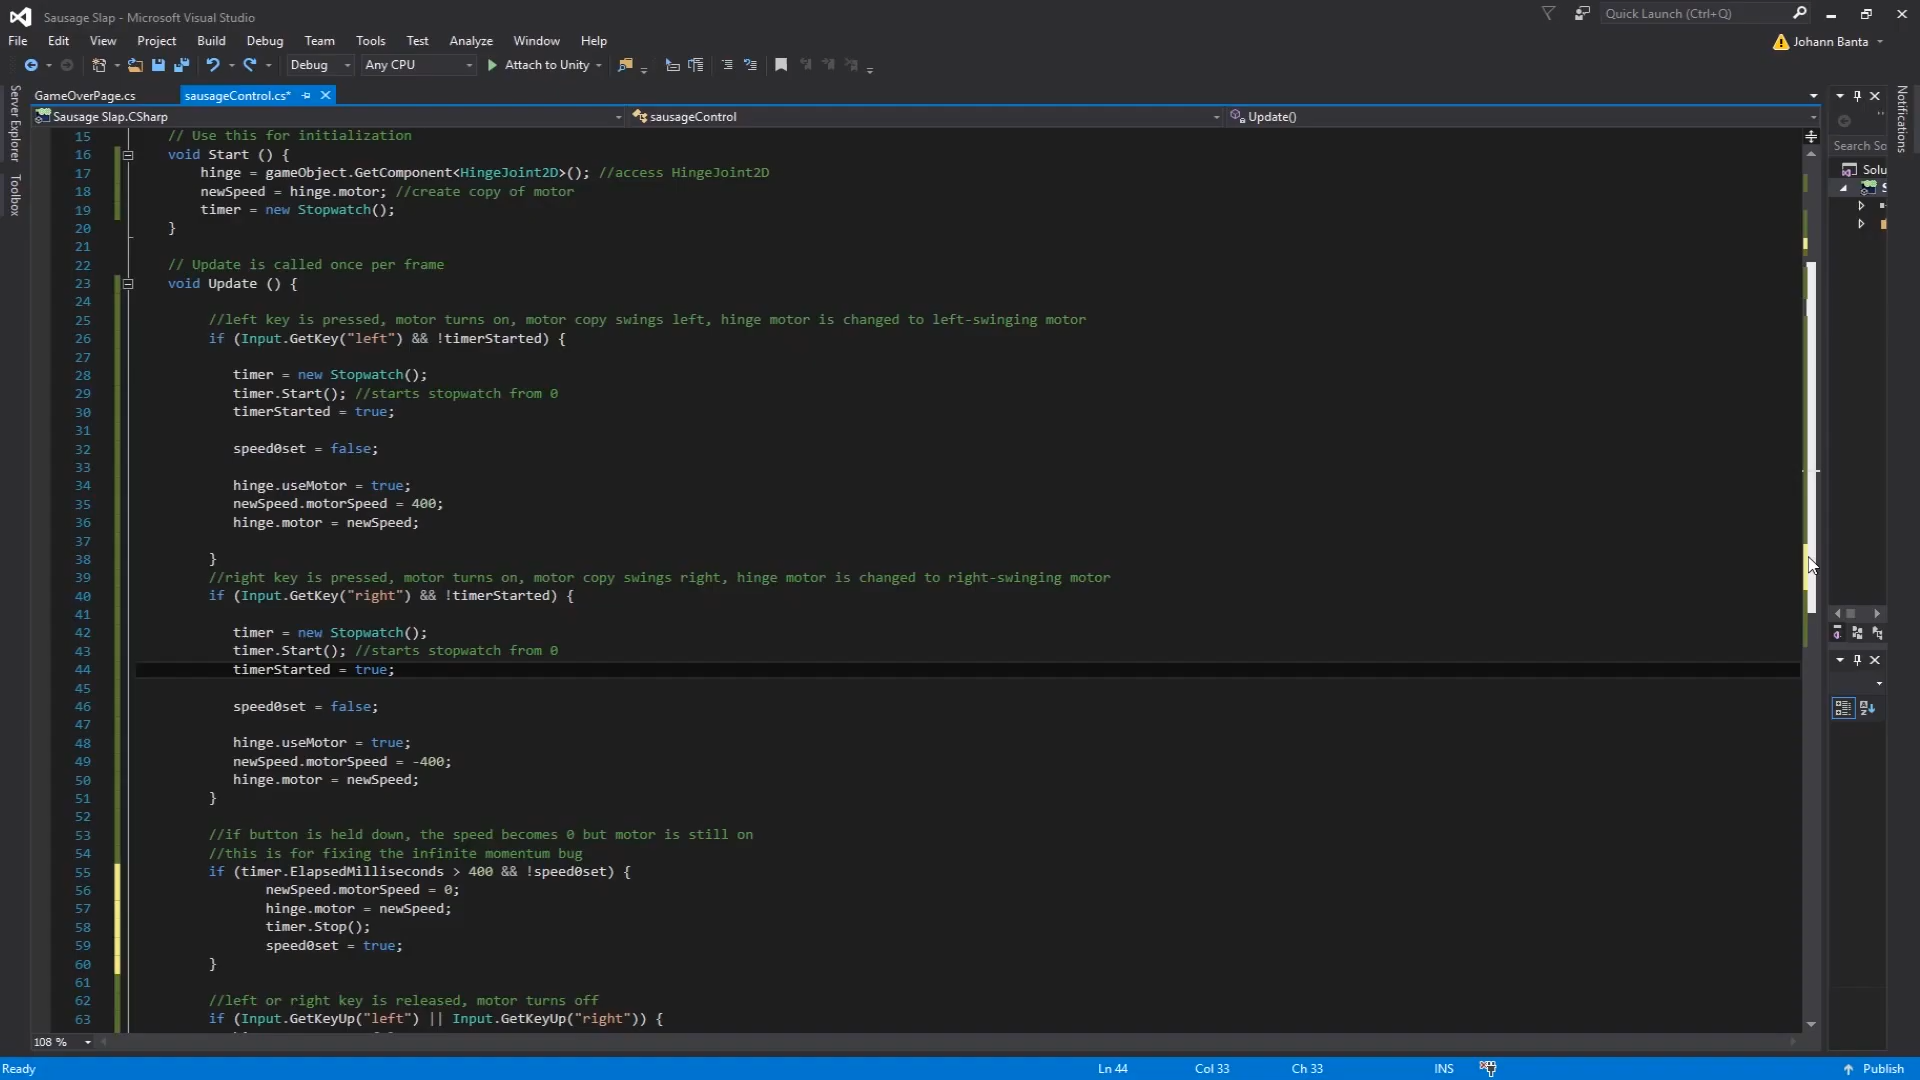 Sausage Slap - Microsoft Visual Studio
Quick Launch (Ctrl+Q)
File Edit View Project Build Debug Team Tools Test Analyze Window Help
Johann Banta
Debug Any CPU Attach to Unity
GameOverPage.cs sausageControl.cs*
Sausage Slap.CSharp sausageControl Update()
Server Explorer
Toolbox
Notifications
Search So
Solu
S
15 // Use this for initialization
16 void Start () {
17 hinge = gameObject.GetComponent<HingeJoint2D>(); //access HingeJoint2D
18 newSpeed = hinge.motor; //create copy of motor
19 timer = new Stopwatch();
20 }
21
22 // Update is called once per frame
23 void Update () {
24
25 //left key is pressed, motor turns on, motor copy swings left, hinge motor is changed to left-swinging motor
26 if (Input.GetKey("left") && !timerStarted) {
27
28 timer = new Stopwatch();
29 timer.Start(); //starts stopwatch from 0
30 timerStarted = true;
31
32 speed0set = false;
33
34 hinge.useMotor = true;
35 newSpeed.motorSpeed = 400;
36 hinge.motor = newSpeed;
37
38 }
39 //right key is pressed, motor turns on, motor copy swings right, hinge motor is changed to right-swinging motor
40 if (Input.GetKey("right") && !timerStarted) {
41
42 timer = new Stopwatch();
43 timer.Start(); //starts stopwatch from 0
44 timerStarted = true;
45
46 speed0set = false;
47
48 hinge.useMotor = true;
49 newSpeed.motorSpeed = -400;
50 hinge.motor = newSpeed;
51 }
52
53 //if button is held down, the speed becomes 0 but motor is still on
54 //this is for fixing the infinite momentum bug
55 if (timer.ElapsedMilliseconds > 400 && !speed0set) {
56 newSpeed.motorSpeed = 0;
57 hinge.motor = newSpeed;
58 timer.Stop();
59 speed0set = true;
60 }
61
62 //left or right key is released, motor turns off
63 if (Input.GetKeyUp("left") || Input.GetKeyUp("right")) {
108 %
Ready Ln 44 Col 33 Ch 33 INS Publish